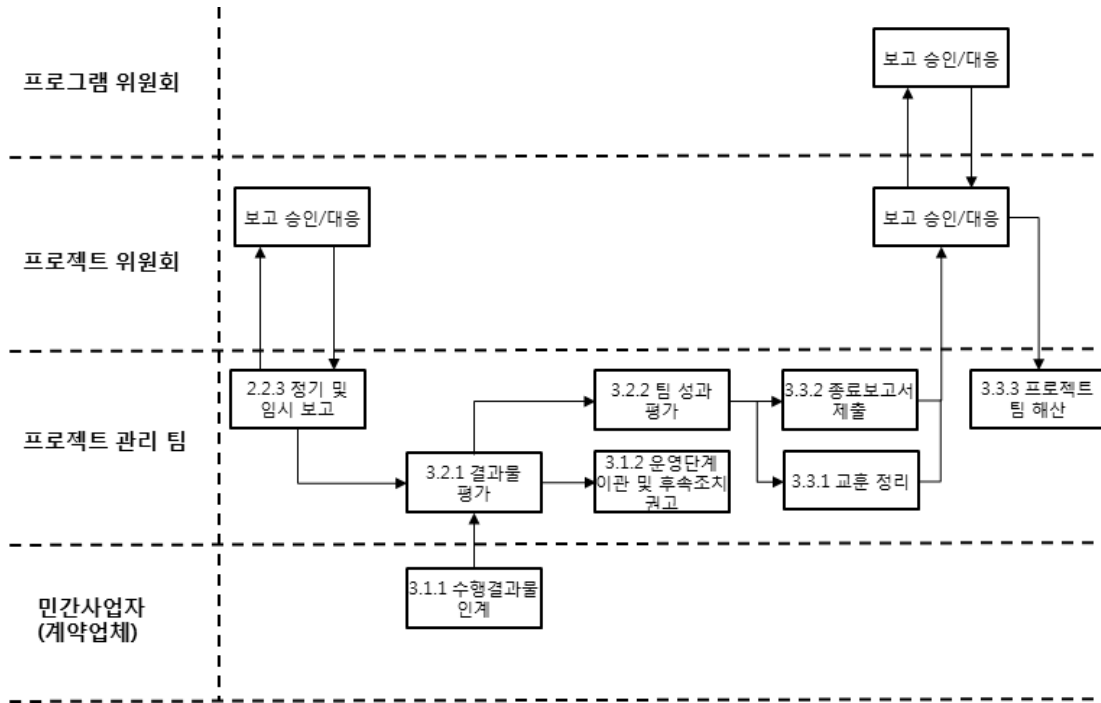 프로그램 위원회
보고 승인/대응
프로젝트 위원회
보고 승인/대응
보고 승인/대응
프로젝트 관리 팀
2.2.3 정기 및
임시 보고
3.2.1 결과물
평가
3.2.2 팀 성과
평가
3.1.2 운영단계
이관 및 후속조치
권고
3.3.2 종료보고서
제출
3.3.1 교훈 정리
3.3.3 프로젝트
팀 해산
민간사업자
(계약업체)
3.1.1 수행결과물
인계